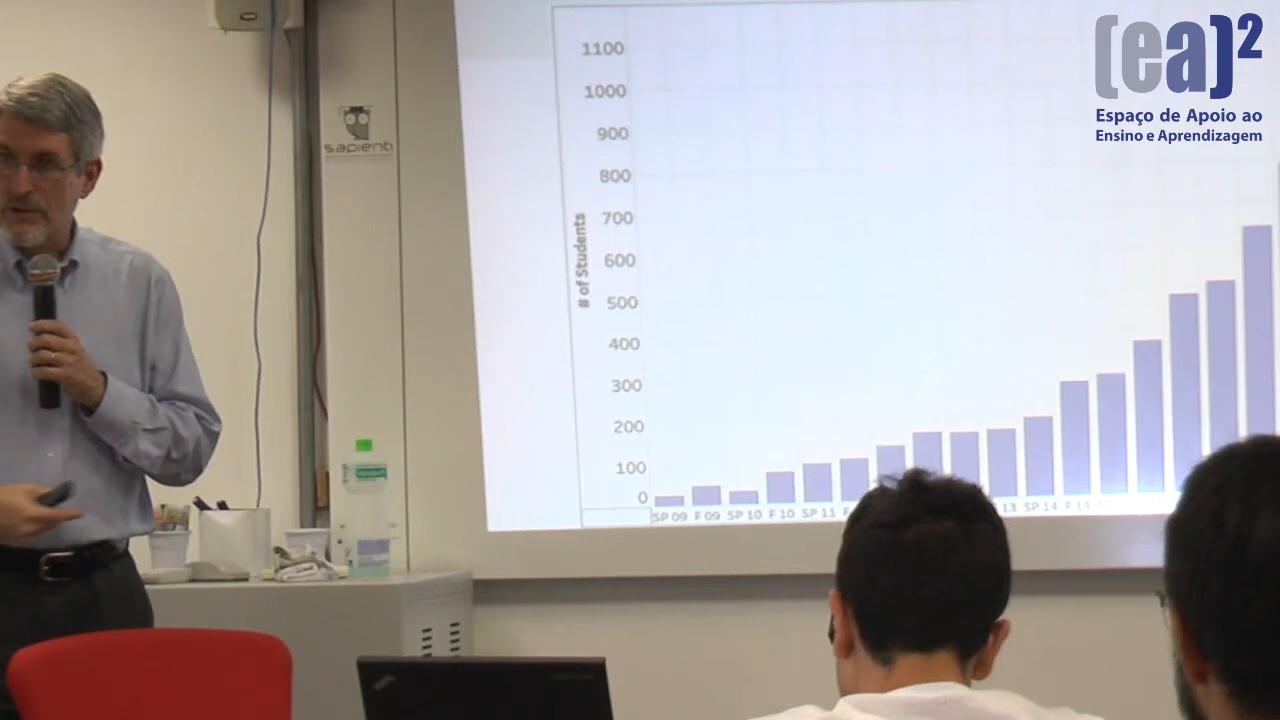 (ea)²
Espaço de Apoio ao
Ensino e Aprendizagem
sapienti
# of Students
1100
1000
900
800
700
600
500
400
300
200
100
0
SP 09 F 09 SP 10 F 10 SP 11 13 SP 14 F 14